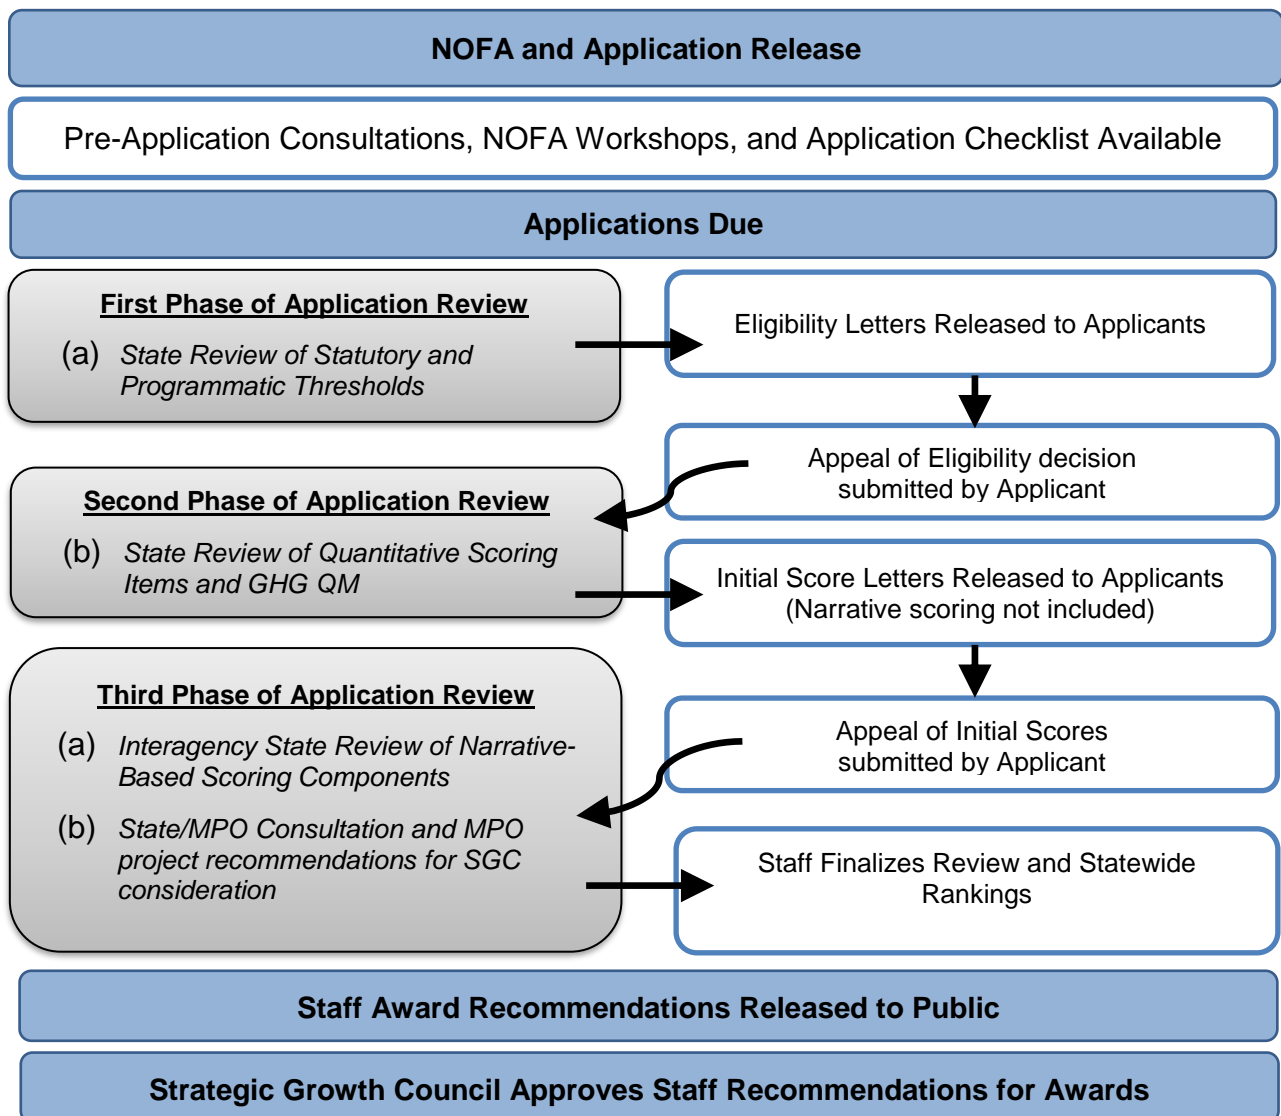 NOFA and Application Release
Pre-Application Consultations, NOFA Workshops, and Application Checklist Available
Applications Due
First Phase of Application Review
(a) State Review of Statutory and
Programmatic Thresholds
Eligibility Letters Released to Applicants
Appeal of Eligibility decision
submitted by Applicant
Second Phase of Application Review
(b) State Review of Quantitative Scoring
Items and GHG QM
Initial Score Letters Released to Applicants
(Narrative scoring not included)
Appeal of Initial Scores
submitted by Applicant
Third Phase of Application Review
(a) Interagency State Review of Narrative-
Based Scoring Components
(b) State/MPO Consultation and MPO
project recommendations for SGC
consideration
Staff Finalizes Review and Statewide
Rankings
Staff Award Recommendations Released to Public
Strategic Growth Council Approves Staff Recommendations for Awards